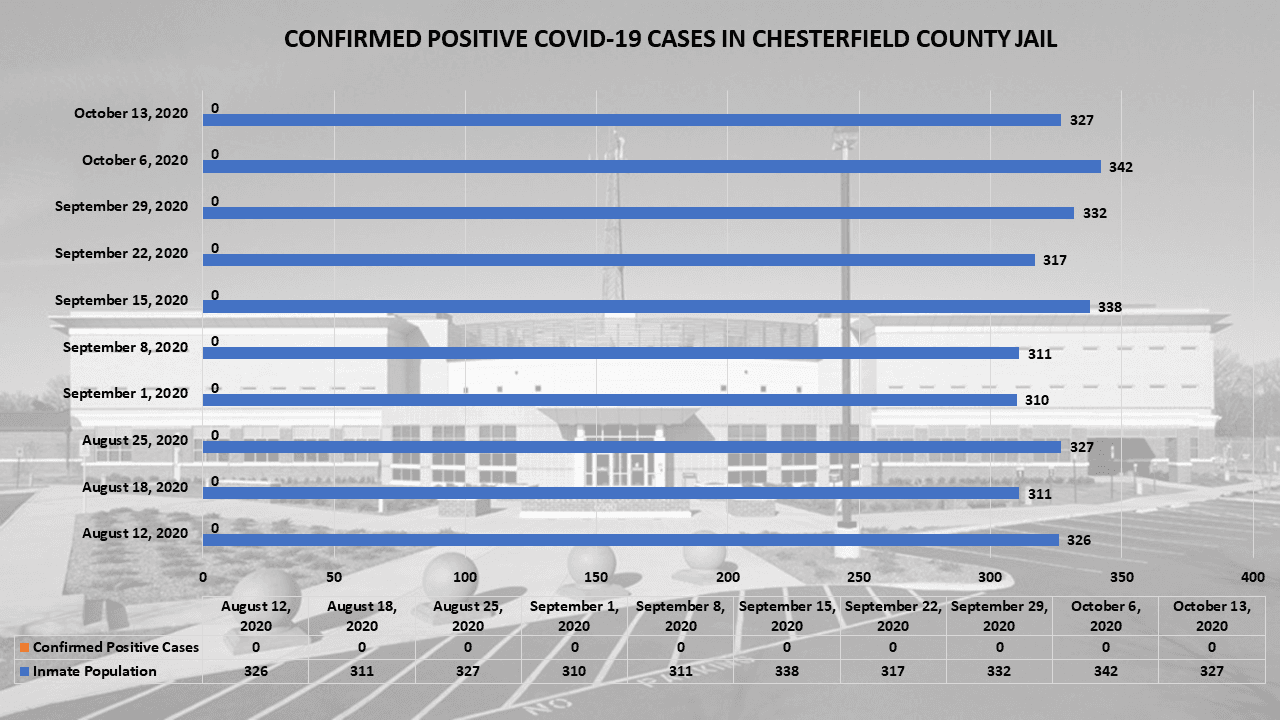 CONFIRMED POSITIVE COVID-19 CASES IN CHESTERFIELD COUNTY JAIL
October 13, 2020 0 327
October 6, 2020 0 342
September 29, 2020 0 332
September 22, 2020 0 317
September 15, 2020 0 338
September 8, 2020 0 311
September 1, 2020 0 310
August 25, 2020 0 327
August 18, 2020 0 311
August 12, 2020 0 326
0 50 100 150 200 250 300 350 400
August 12, August 18, August 25, September 1, September 8, September 15, September 22, September 29, October 6, October 13,
2020 2020 2020 2020 2020 2020 2020 2020 2020 2020
Confirmed Positive Cases 0 0 0 0 0 0 0 0 0 0
Inmate Population 326 311 327 310 311 338 317 332 342 327
NO PARKING